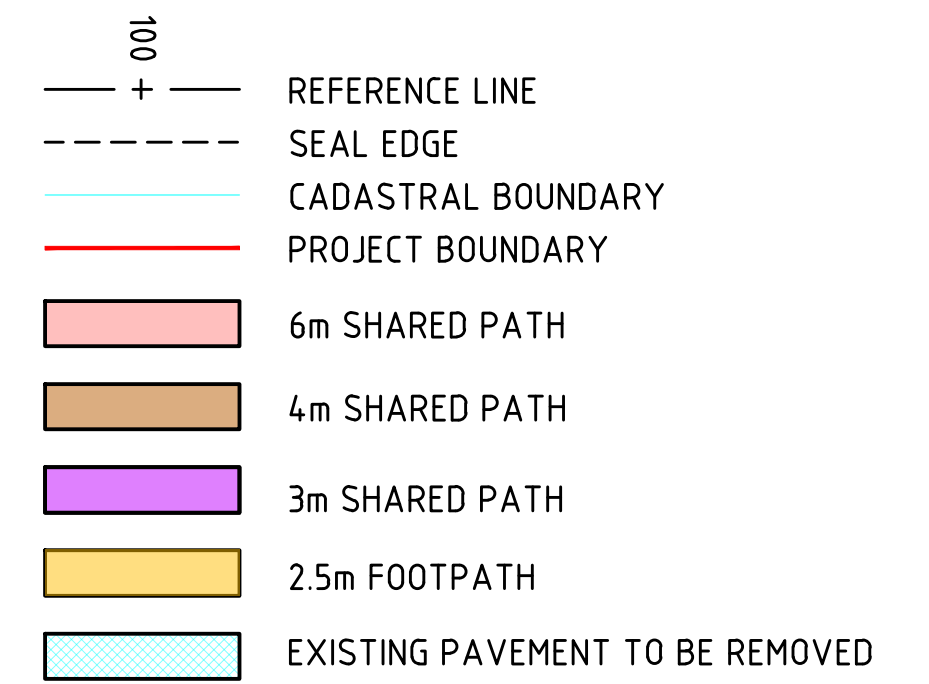 100
REFERENCE LINE
SEAL EDGE
CADASTRAL BOUNDARY
PROJECT BOUNDARY
6m SHARED PATH
4m SHARED PATH
3m SHARED PATH
2.5m FOOTPATH
EXISTING PAVEMENT TO BE REMOVED